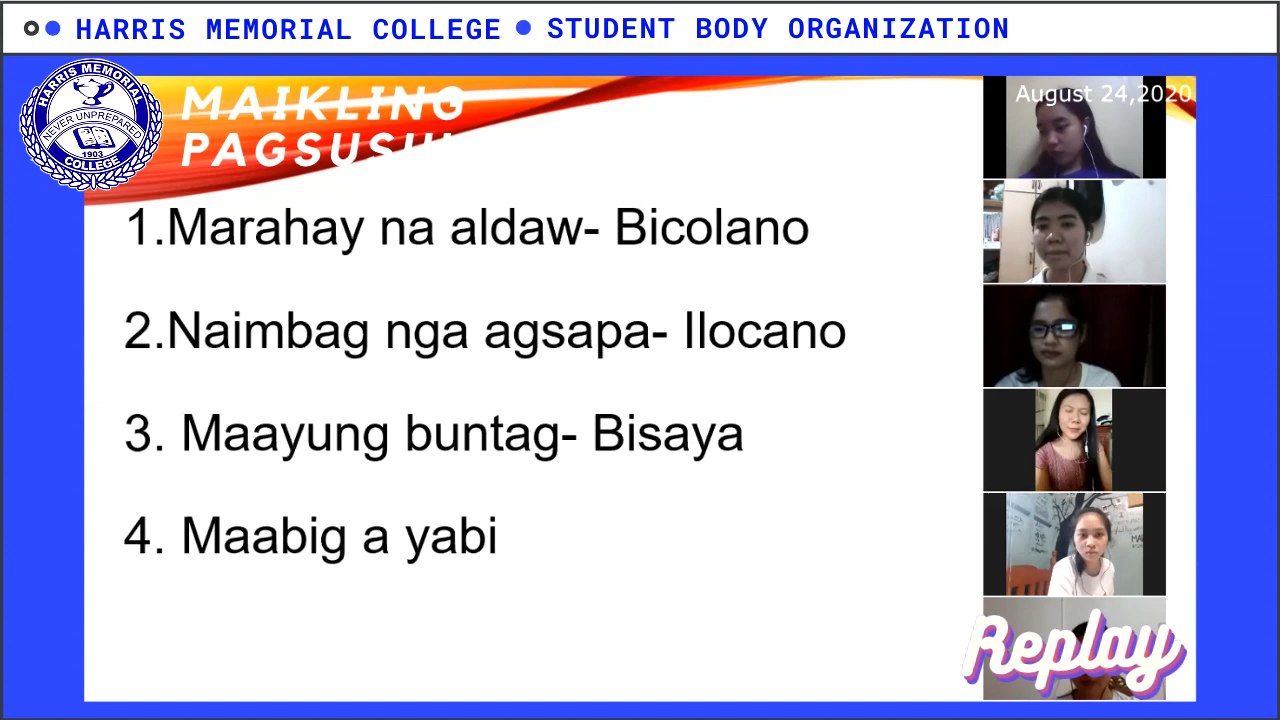 HARRIS MEMORIAL COLLEGE STUDENT BODY ORGANIZATION
HARRIS MEMORIAL
NEVER UNPREPARED
1903
COLLEGE
MAIKLING
August 24,2020
1.Marahay na aldaw- Bicolano
2.Naimbag nga agsapa- Ilocano
3. Maayung buntag- Bisaya
4. Maabig a yabi
Replay